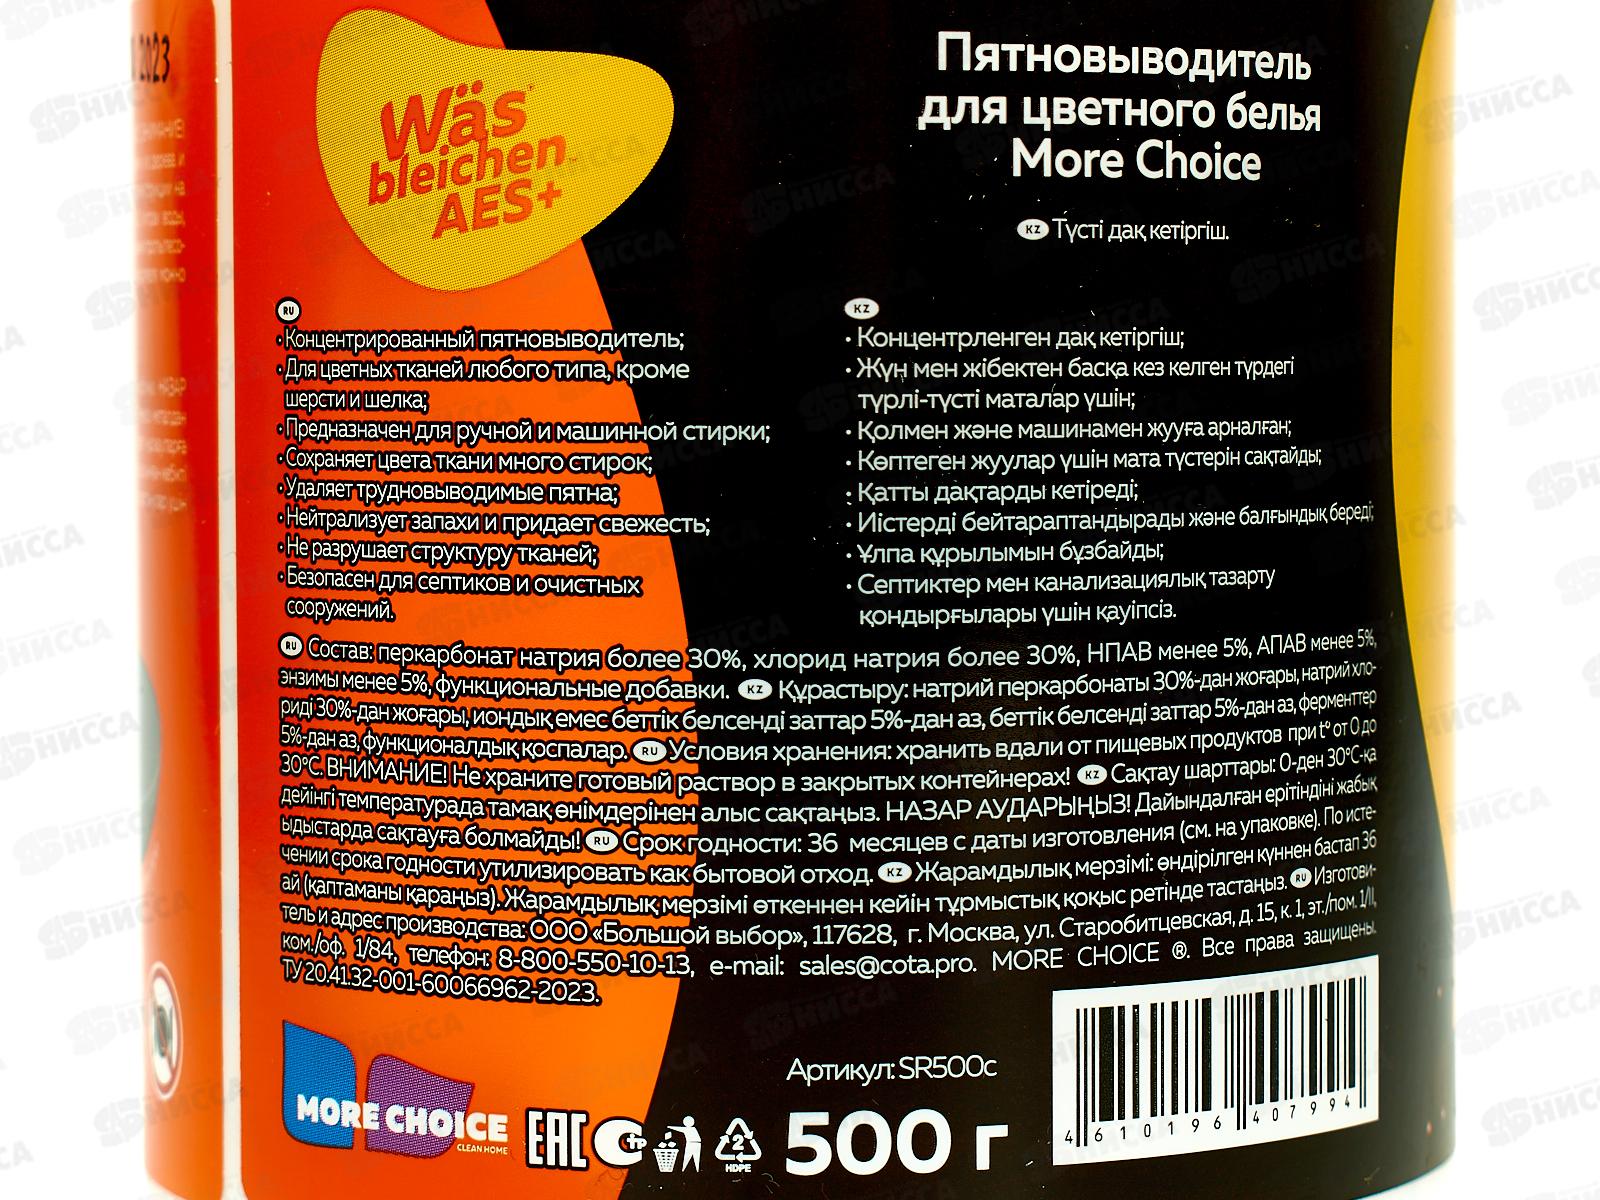 2023
Wäs
bleichen
AES+
Пятновыводитель
для цветного белья
More Choice
KZ Түсті дақ кетіргіш.
RU
· Концентрированный пятновыводитель;
· Для цветных тканей любого типа, кроме
шерсти и шелка;
· Предназначен для ручной и машинной стирки;
· Сохраняет цвета ткани много стирок;
· Удаляет трудновыводимые пятна;
· Нейтрализует запахи и придает свежесть;
· Не разрушает структуру тканей;
· Безопасен для септиков и очистных
сооружений.
KZ
· Концентрленген дақ кетіргіш;
· Жүн мен жібектен басқа кез келген түрдегі
түрлі-түсті маталар үшін;
· Қолмен және машинамен жууға арналған;
· Көптеген жуулар үшін мата түстерін сақтайды;
· Қатты дақтарды кетіреді;
· Иістерді бейтараптандырады және балғындық береді;
· Ұлпа құрылымын бұзбайды;
· Септиктер мен канализациялық тазарту
қондырғылары үшін қауіпсіз.
RU Состав: перкарбонат натрия более 30%, хлорид натрия более 30%, НПАВ менее 5%, АПАВ менее 5%,
энзимы менее 5%, функциональные добавки. KZ Құрастыру: натрий перкарбонаты 30%-дан жоғары, натрий хло-
риді 30%-дан жоғары, иондық емес беттік белсенді заттар 5%-дан аз, беттік белсенді заттар 5%-дан аз, ферменттер
5%-дан аз, функционалдық қоспалар. RU Условия хранения: хранить вдали от пищевых продуктов при t° от 0 до
30°С. ВНИМАНИЕ! Не храните готовый раствор в закрытых контейнерах! KZ Сақтау шарттары: 0-ден 30°С-қа
дейінгі температурада тамақ өнімдерінен алыс сақтаңыз. НАЗАР АУДАРЫҢЫЗ! Дайындалған ерітіндіні жабық
ыдыстарда сақтауға болмайды! RU Срок годности: 36 месяцев с даты изготовления (см. на упаковке). По исте-
чении срока годности утилизировать как бытовой отход. KZ Жарамдылық мерзімі: өндірілген күннен бастап 36
ай (қаптаманы қараңыз). Жарамдылық мерзімі өткеннен кейін тұрмыстық қоқыс ретінде тастаңыз. RU Изготови-
тель и адрес производства: ООО «Большой выбор», 117628, г. Москва, ул. Старобитцевская, д. 15, к. 1, эт./пом. 1/II,
ком./оф. 1/84, телефон: 8-800-550-10-13, e-mail: sales@cota.pro. MORE CHOICE ®. Все права защищены.
ТУ 20.41.32-001-60066962-2023.
MORE CHOICE
CLEAN HOME
EAC
2
HDPE
Артикул: SR500c
500 г
4 610196 407994
НИССА